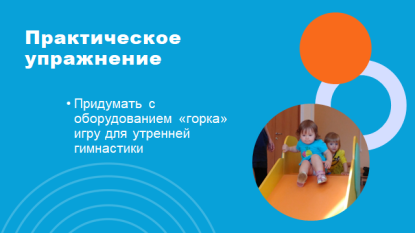 Практическое
упражнение
• Придумать с
оборудованием «горка»
игру для утренней
гимнастики